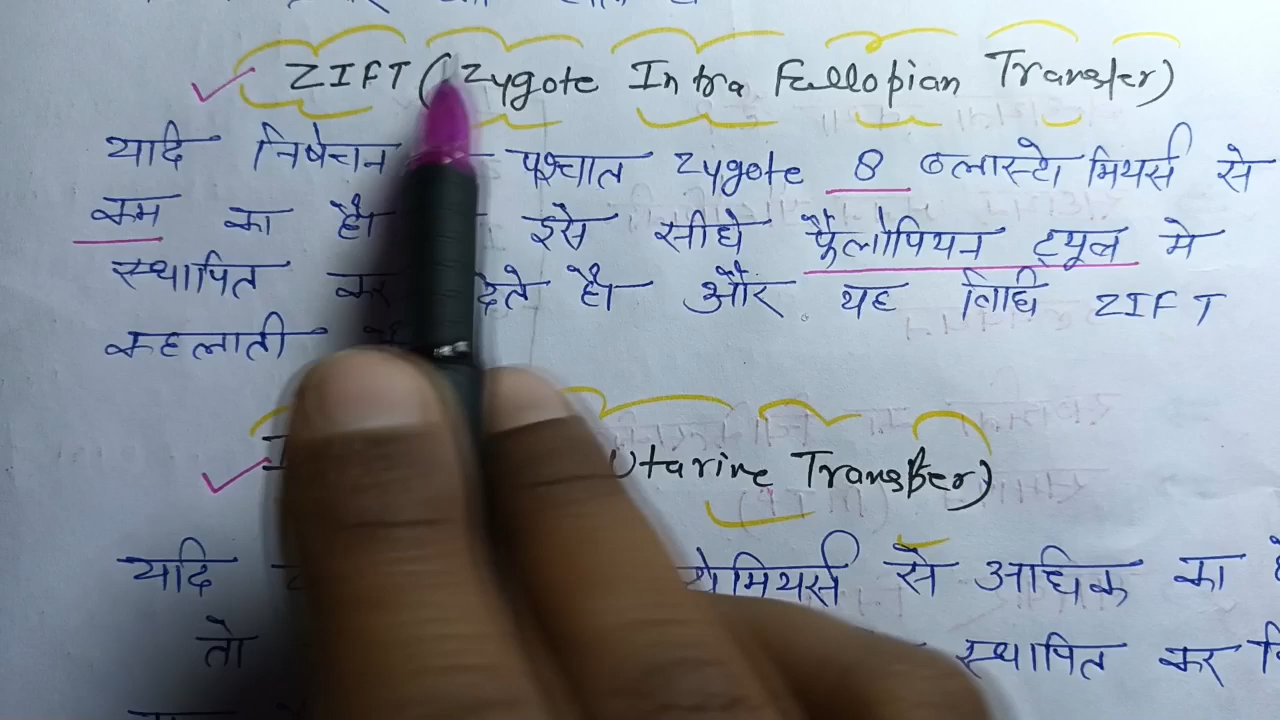 ZIFT (Zygote Intra Fallopian Transfer)
यदि निषेचन पश्चात Zygote 8 ब्लास्टो मियर्स से
कम का है इसे सीधे फैलोपियन ट्यूब मे
स्थापित कर देते है और यह विधि ZIFT
कहलाती
Utarine Transfer)
यदि मियर्स से अधिक का
तो स्थापित कर